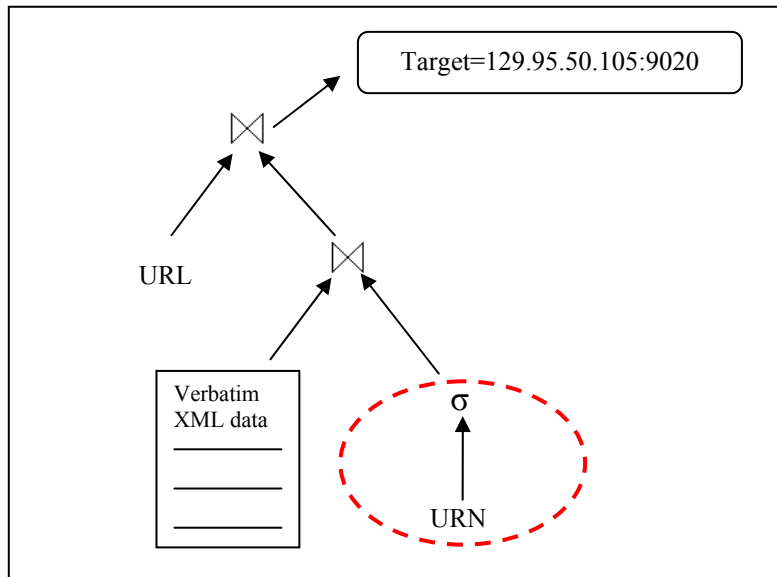 Target=129.95.50.105:9020
⋈
URL
⋈
Verbatim
XML data
σ
URN